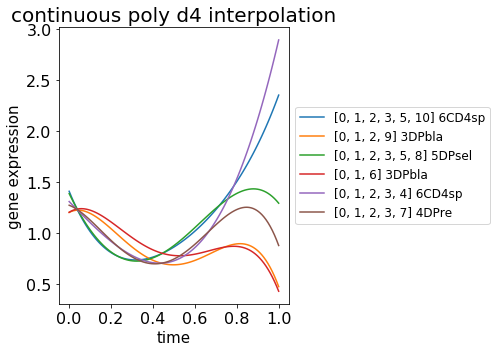 continuous poly d4 interpolation
gene expression
3.0
2.5
2.0
1.5
1.0
0.5
0.0 0.2 0.4 0.6 0.8 1.0
time
[0, 1, 2, 3, 5, 10] 6CD4sp
[0, 1, 2, 9] 3DPbla
[0, 1, 2, 3, 5, 8] 5DPsel
[0, 1, 6] 3DPbla
[0, 1, 2, 3, 4] 6CD4sp
[0, 1, 2, 3, 7] 4DPre